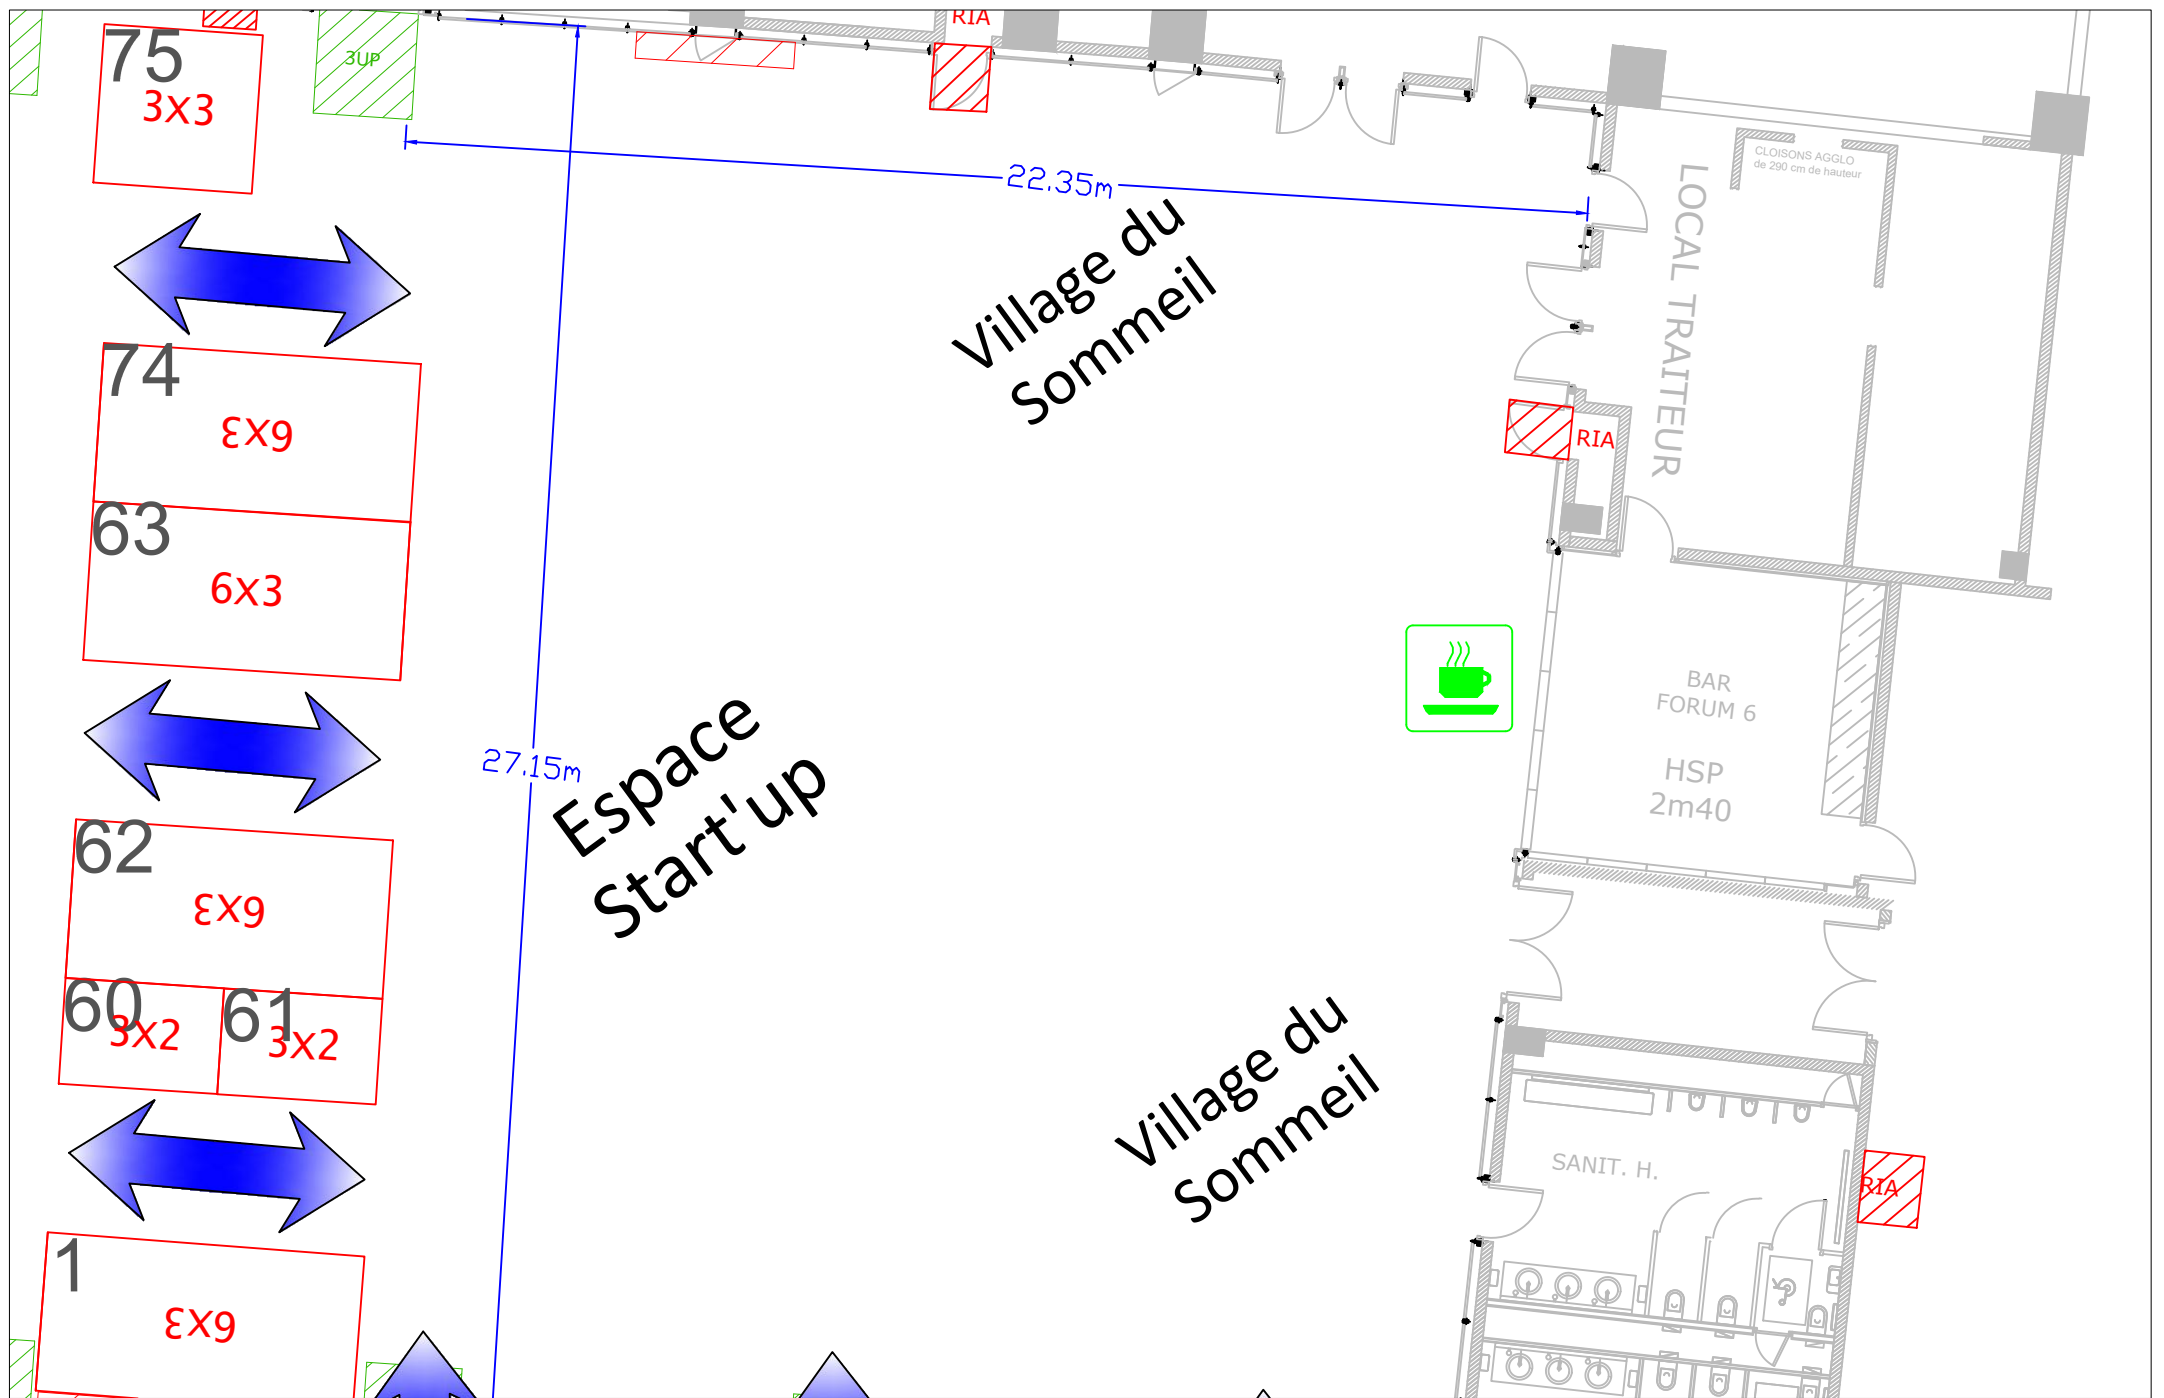 RIA
75
3X3
3UP
22.35m
CLOISONS AGGLO
de 290 cm de hauteur
LOCAL TRAITEUR
Village du
Sommeil
74
6X3
RIA
63
6X3
BAR
FORUM 6
HSP
2m40
27.15m
Espace
Start'up
62
6X3
60
3X2
61
3X2
Village du
Sommeil
SANIT. H.
RIA
1
6X3